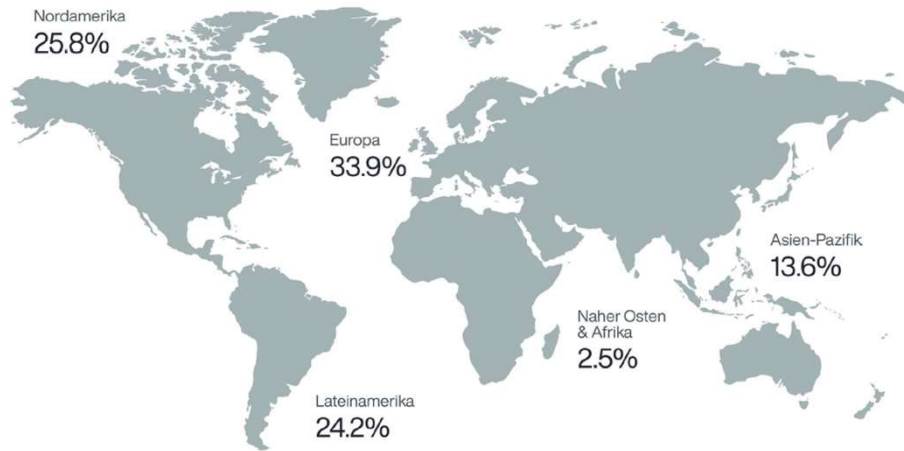 Nordamerika
25.8%
Europa
33.9%
Asien-Pazifik
13.6%
Naher Osten
& Afrika
2.5%
Lateinamerika
24.2%